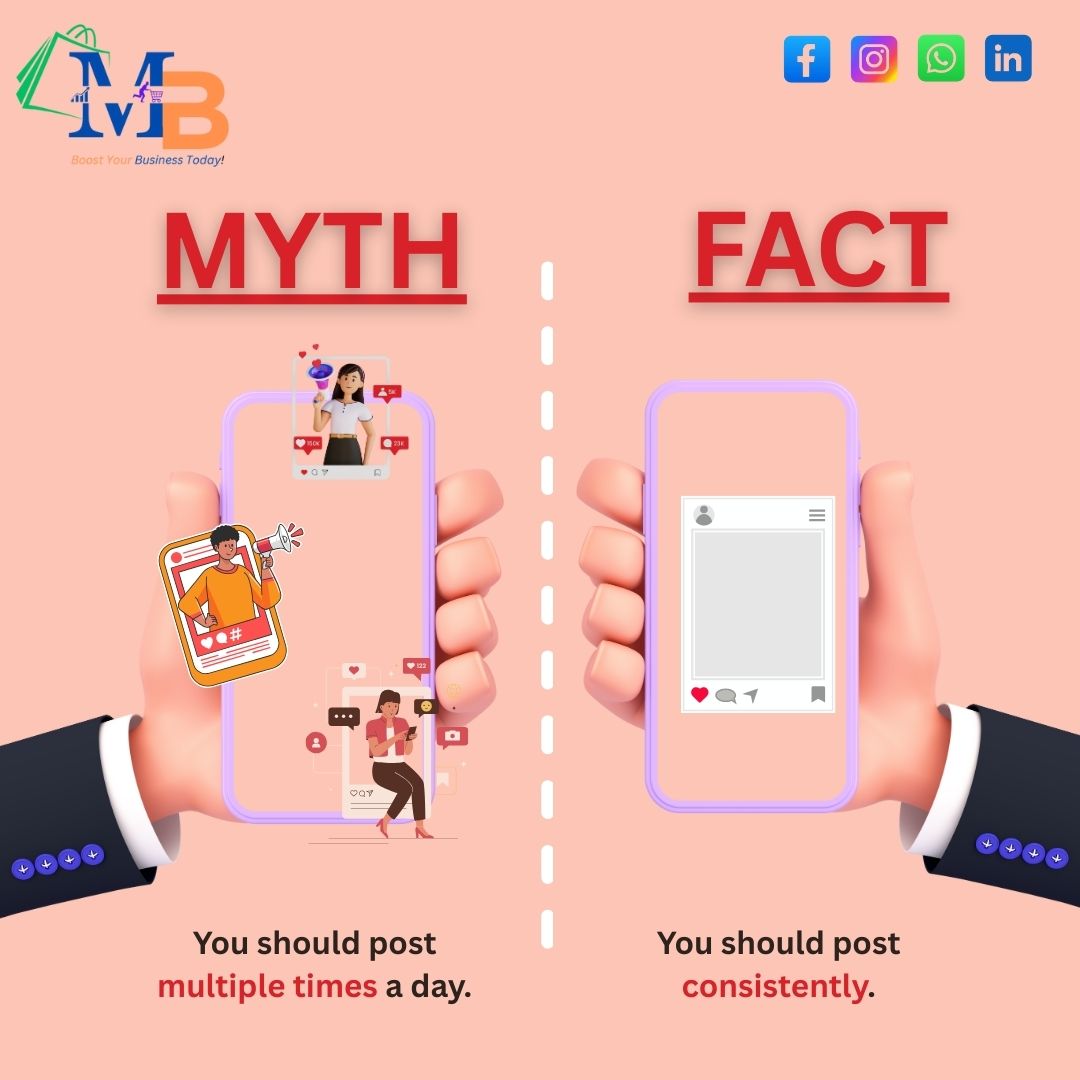 MB
Boost Your Business Today!
MYTH
FACT
5K
150K
23K
#
122
You should post
multiple times a day.
You should post
consistently.